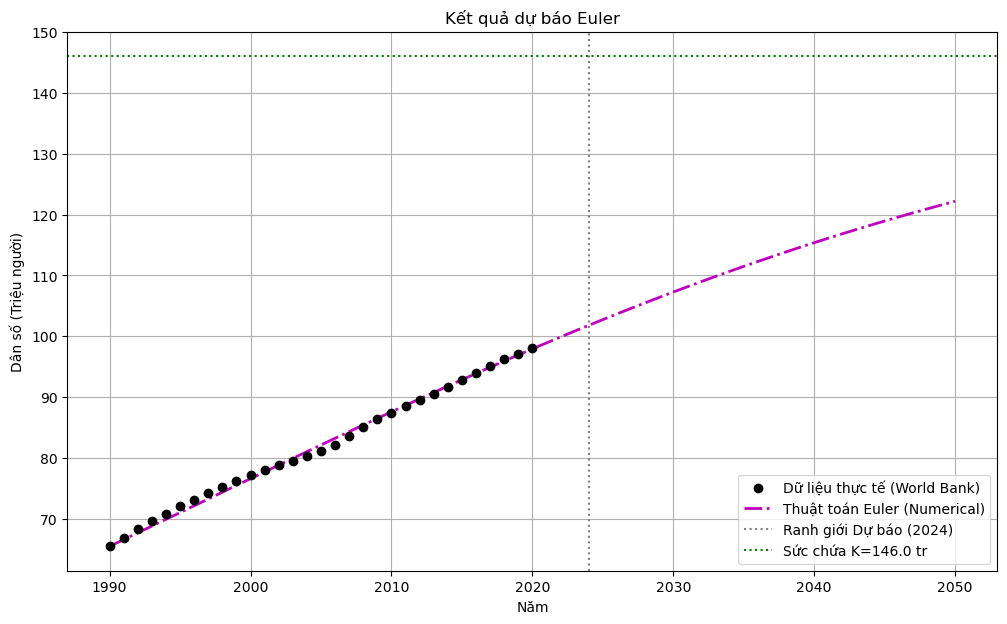 Kết quả dự báo Euler
150
140
130
120
110
100
90
80
70
Dân số (Triệu người)
1990 2000 2010 2020 2030 2040 2050
Năm
Dữ liệu thực tế (World Bank)
Thuật toán Euler (Numerical)
Ranh giới Dự báo (2024)
Sức chứa K=146.0 tr